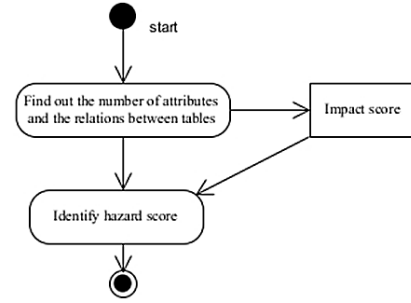 start
Find out the number of attributes
and the relations between tables
Impact score
Identify hazard score